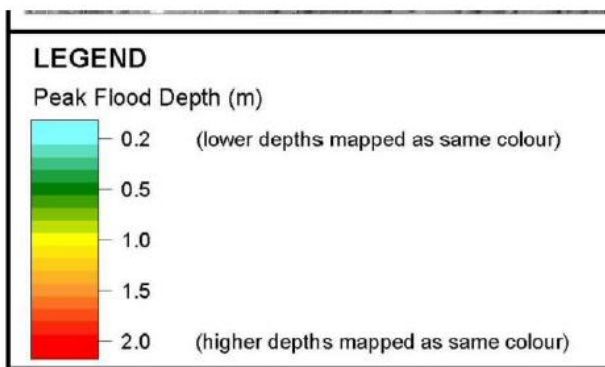 LEGEND
Peak Flood Depth (m)
0.2 (lower depths mapped as same colour)
0.5
1.0
1.5
2.0 (higher depths mapped as same colour)